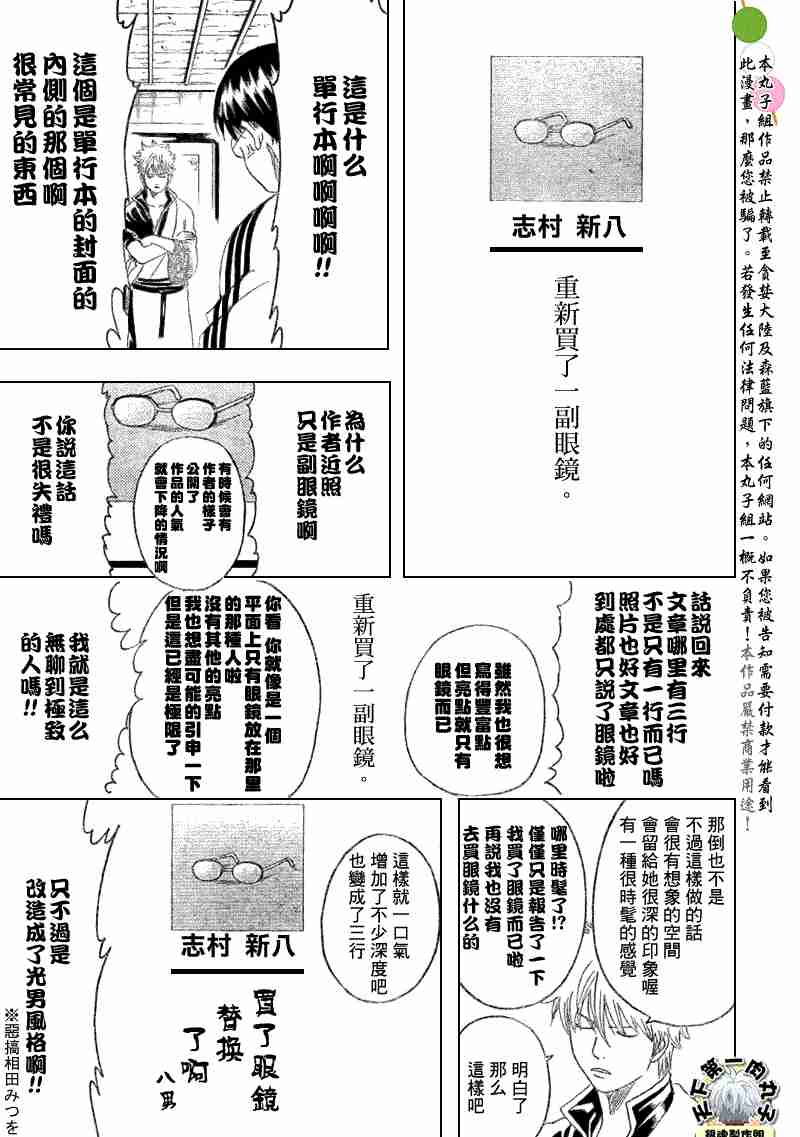 志村 新八
重新買了一副眼鏡。
這是什么
單行本啊啊啊啊!!
這個是單行本的封面的
內側的那個啊
很常見的東西
為什么
作者近照
只是副眼鏡啊
有時候會有
作者的樣子
公開了
作品的人氣
就會下降的情況啊
你說這話
不是很失禮嗎
話說回來
文章哪里有三行
不是只有一行而已嗎
照片也好文章也好
到處都只說了眼鏡啦
雖然我也很想
寫得豐富點
但亮點就只有
眼鏡而已
重新買了一副眼鏡。
你看 你就像是一個
平面上只有眼鏡放在那里
的那種人啦
沒有其他的亮點
我也想盡可能的引申一下
但是這已經是極限了
我就是這么
無聊到極致
的人嗎!!
那倒也不是
不過這樣做的話
會很有想象的空間
會留給她很深的印象喔
有一種很時髦的感覺
哪里時髦了!?
僅僅只是報告了一下
我買了眼鏡而已啦
再說我也沒有
去買眼鏡什么的
明白了
那么
這樣吧
這樣就一口氣
增加了不少深度吧
也變成了三行
志村 新八
買了眼鏡
替換
了啊
八男
只不過是
改造成了光男風格啊!!
※惡搞相田みつを
本丸子組作品禁止轉載至貪婪大陸及森藍旗下的任何網站。如果您被告知需要付款才能看到
此漫畫，那麼您被騙了。若發生任何法律問題，本丸子組一概不負責！本作品嚴禁商業用途！
天下第一肉丸子
銀魂製作組